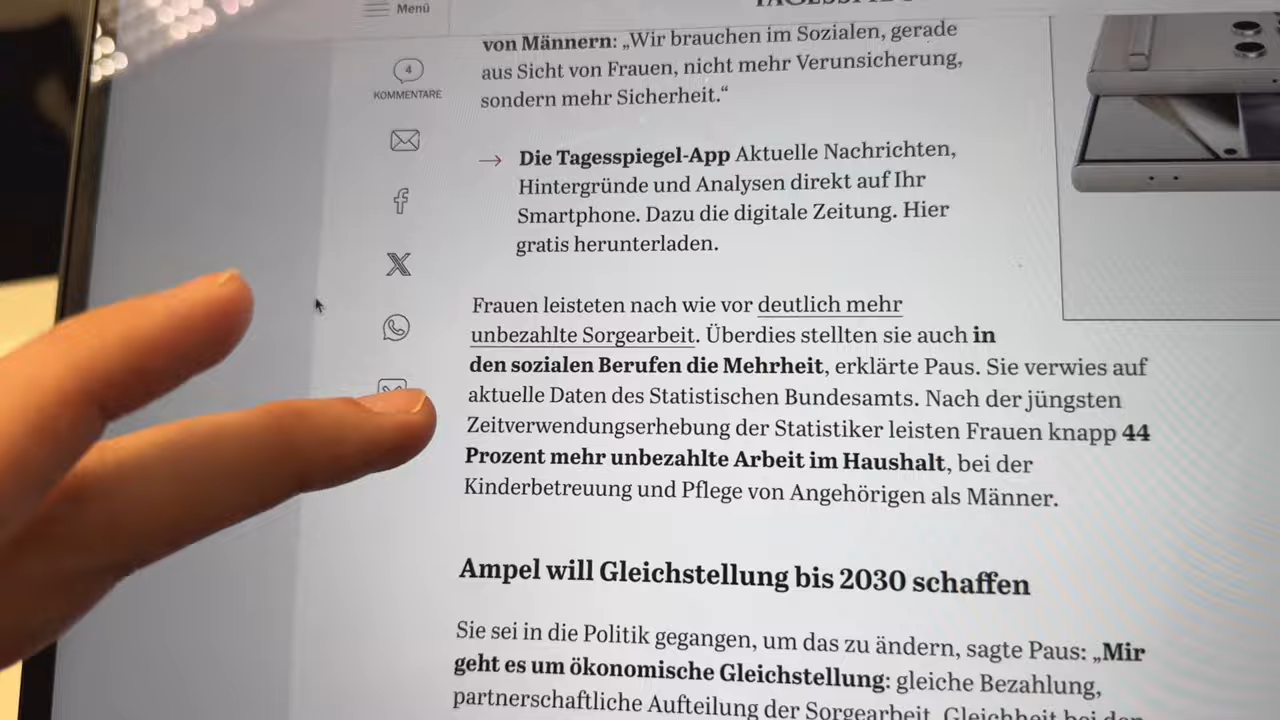 Menü
4
KOMMENTARE
von Männern: „Wir brauchen im Sozialen, gerade
aus Sicht von Frauen, nicht mehr Verunsicherung,
sondern mehr Sicherheit.“
→ Die Tagesspiegel-App Aktuelle Nachrichten,
Hintergründe und Analysen direkt auf Ihr
Smartphone. Dazu die digitale Zeitung. Hier
gratis herunterladen.
Frauen leisteten nach wie vor deutlich mehr
unbezahlte Sorgearbeit. Überdies stellten sie auch in
den sozialen Berufen die Mehrheit, erklärte Paus. Sie verwies auf
aktuelle Daten des Statistischen Bundesamts. Nach der jüngsten
Zeitverwendungserhebung der Statistiker leisten Frauen knapp 44
Prozent mehr unbezahlte Arbeit im Haushalt, bei der
Kinderbetreuung und Pflege von Angehörigen als Männer.
Ampel will Gleichstellung bis 2030 schaffen
Sie sei in die Politik gegangen, um das zu ändern, sagte Paus: „Mir
geht es um ökonomische Gleichstellung: gleiche Bezahlung,
partnerschaftliche Aufteilung der Sorgearbeit, Gleichheit bei den